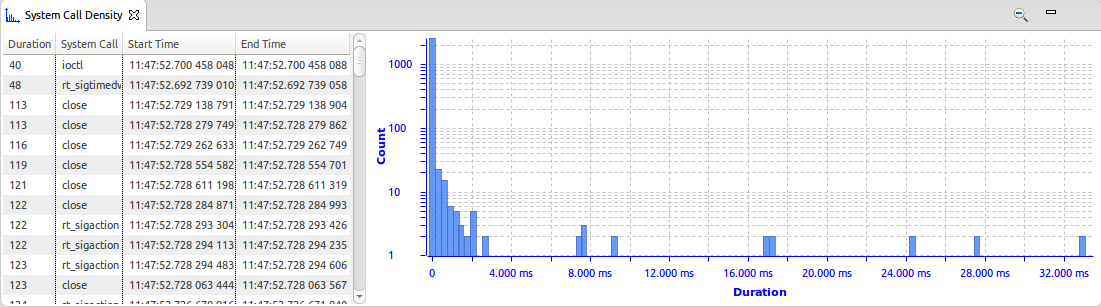 System Call Density
Duration System Call Start Time End Time
40 ioctl 11:47:52.700 458 048 11:47:52.700 458 088
48 rt_sigtimedw 11:47:52.692 739 010 11:47:52.692 739 058
113 close 11:47:52.729 138 791 11:47:52.729 138 904
113 close 11:47:52.728 279 749 11:47:52.728 279 862
116 close 11:47:52.729 262 633 11:47:52.729 262 749
119 close 11:47:52.728 554 582 11:47:52.728 554 701
121 close 11:47:52.728 611 198 11:47:52.728 611 319
122 close 11:47:52.728 284 871 11:47:52.728 284 993
122 rt_sigaction 11:47:52.728 293 304 11:47:52.728 293 426
122 rt_sigaction 11:47:52.728 294 113 11:47:52.728 294 235
123 rt_sigaction 11:47:52.728 294 483 11:47:52.728 294 606
123 close 11:47:52.728 063 444 11:47:52.728 063 567
Count
1000
100
10
1
0 4.000 ms 8.000 ms 12.000 ms 16.000 ms 20.000 ms 24.000 ms 28.000 ms 32.000 ms
Duration